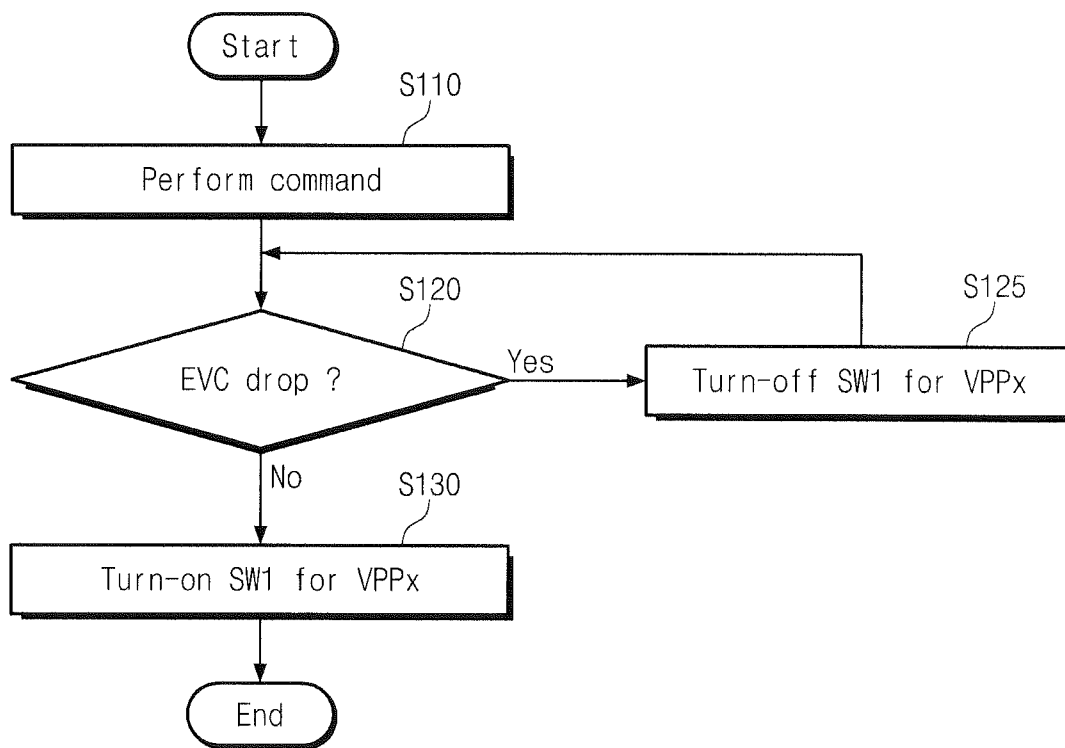 Start
S110
Perform command
S120
EVC drop ?
Yes
S125
Turn-off SW1 for VPPx
No
S130
Turn-on SW1 for VPPx
End